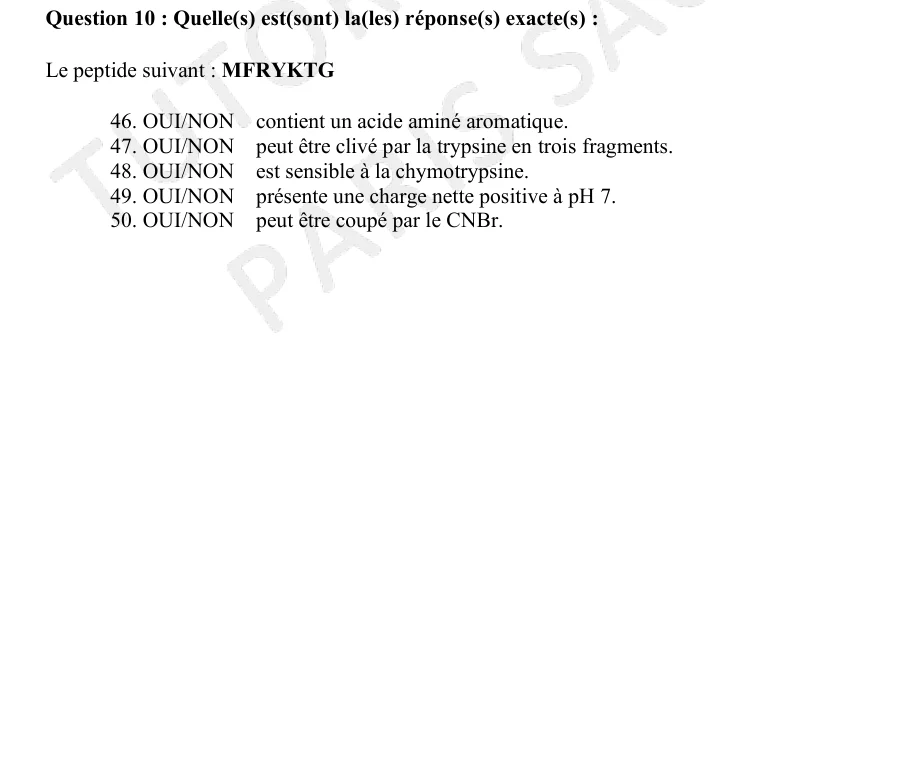 Question 10 : Quelle(s) est(sont) la(les) réponse(s) exacte(s) :
Le peptide suivant : MFRYKTG
46. OUI/NON contient un acide aminé aromatique.
47. OUI/NON peut être clivé par la trypsine en trois fragments.
48. OUI/NON est sensible à la chymotrypsine.
49. OUI/NON présente une charge nette positive à pH 7.
50. OUI/NON peut être coupé par le CNBr.
PARIS